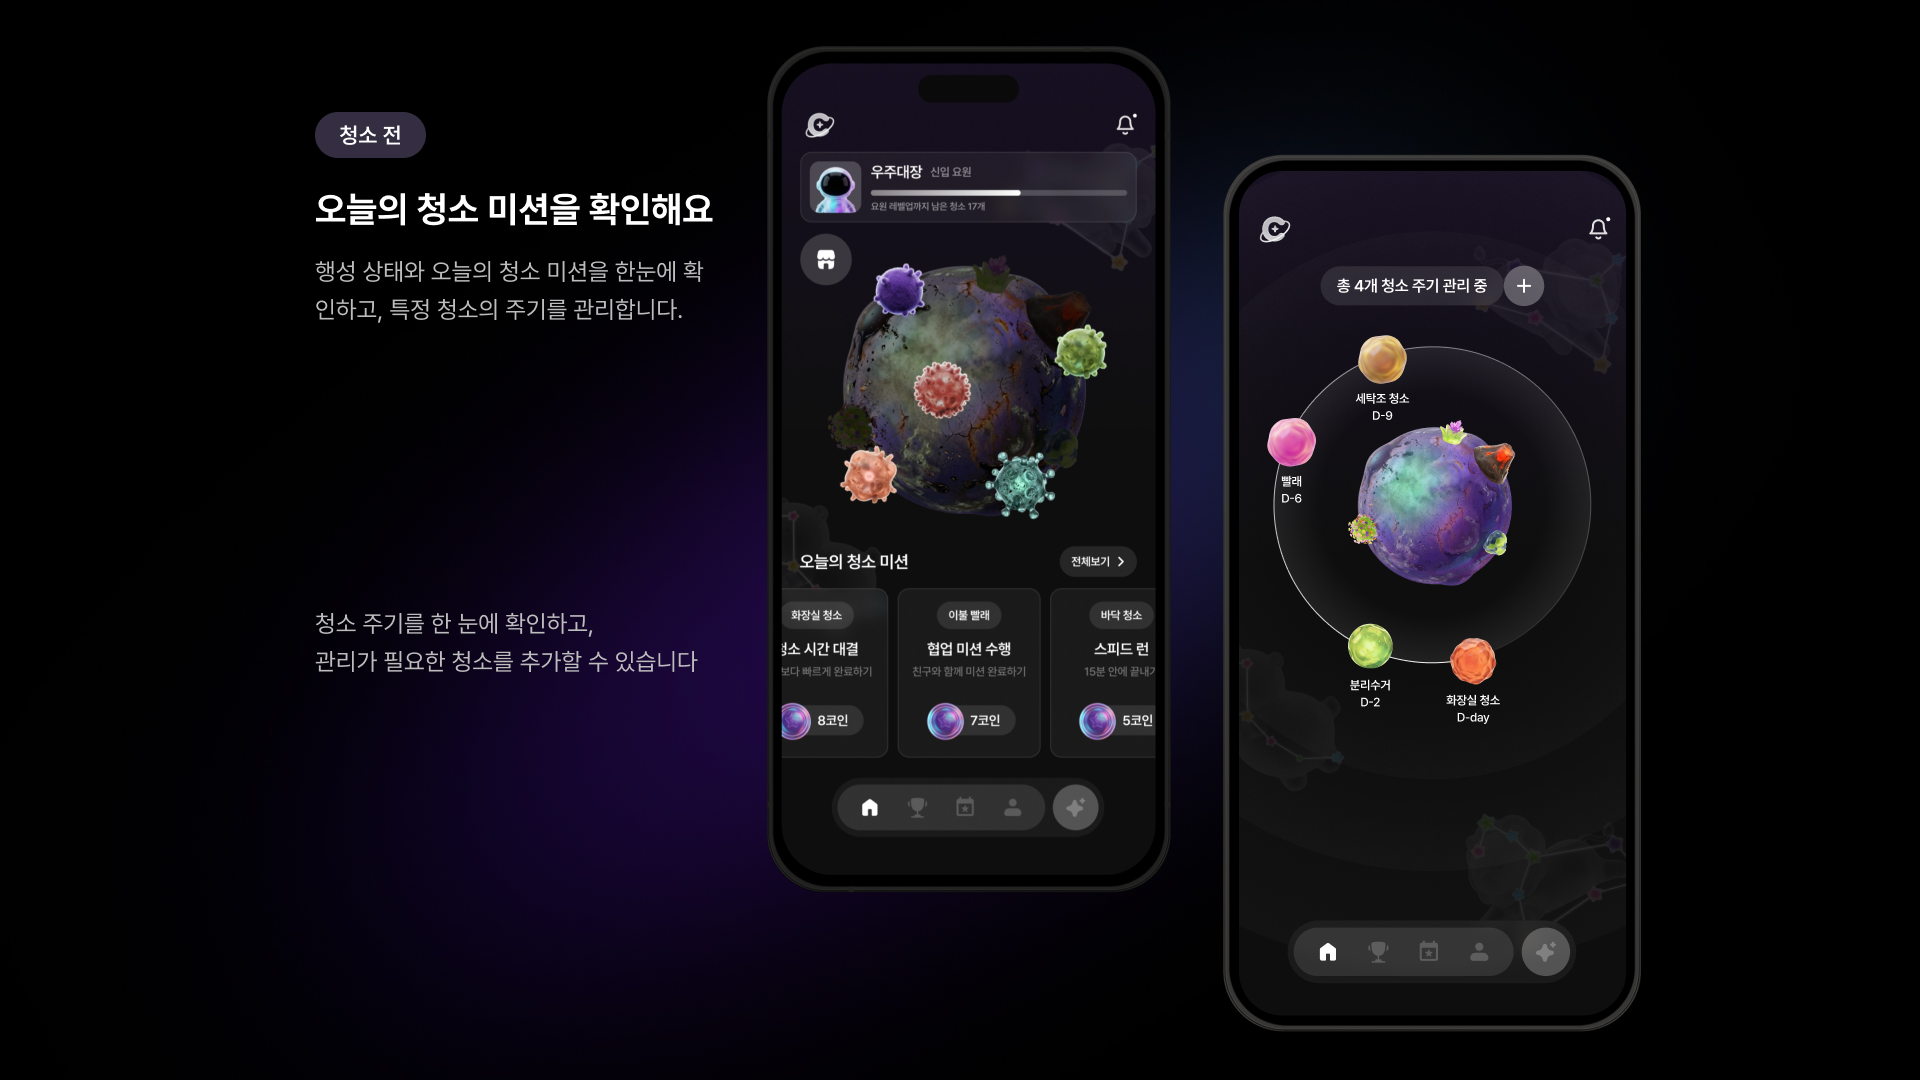 청소 전
오늘의 청소 미션을 확인해요
행성 상태와 오늘의 청소 미션을 한눈에 확
인하고, 특정 청소의 주기를 관리합니다.
청소 주기를 한 눈에 확인하고,
관리가 필요한 청소를 추가할 수 있습니다
우주대장 신입 요원
요원 레벨업까지 남은 청소 17개
오늘의 청소 미션
전체보기
화장실 청소
청소 시간 대결
보다 빠르게 완료하기
8코인
이불 빨래
협업 미션 수행
친구와 함께 미션 완료하기
7코인
바닥 청소
스피드 런
15분 안에 끝내기
5코인
총 4개 청소 주기 관리 중
세탁조 청소
D-9
빨래
D-6
분리수거
D-2
화장실 청소
D-day